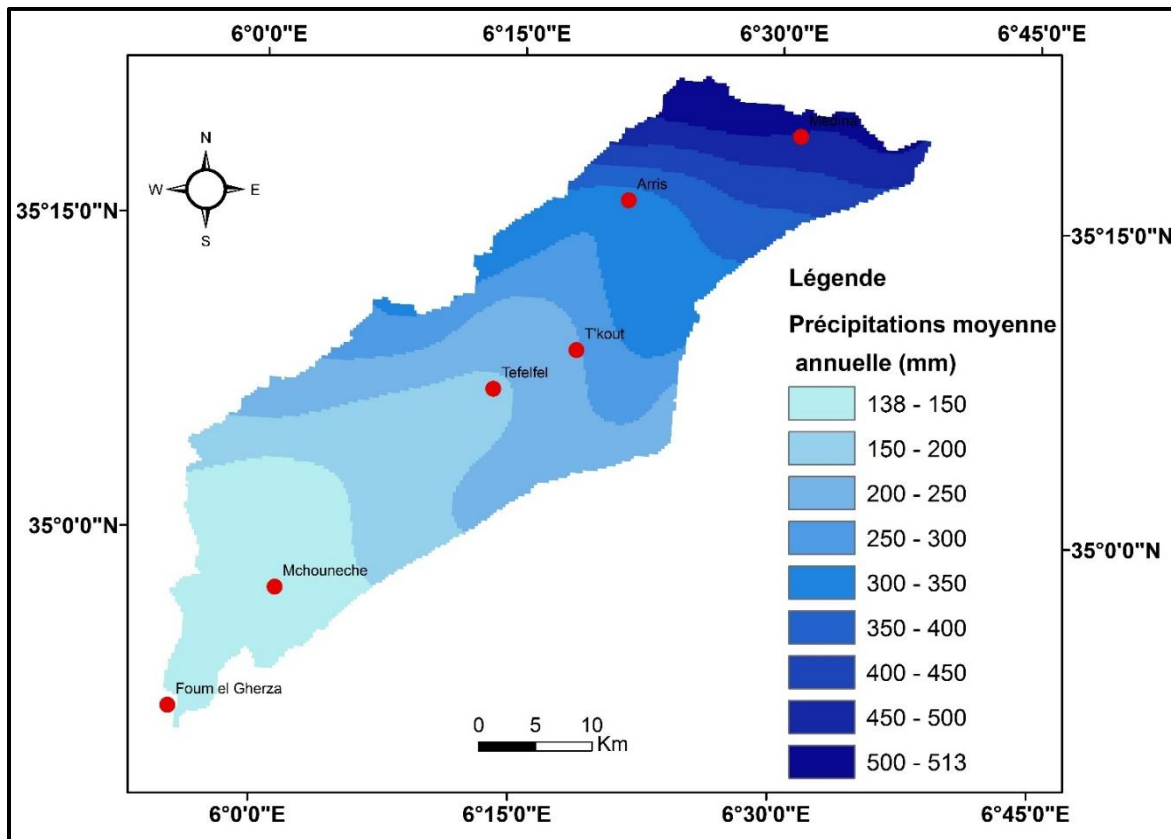 6°0'0"E
6°15'0"E
6°30'0"E
6°45'0"E
N
W
E
S
35°15'0"N
35°15'0"N
35°0'0"N
35°0'0"N
Medina
Arris
T'kout
Tefelfel
Mchouneche
Foum el Gherza
Légende
Précipitations moyenne
annuelle (mm)
138 - 150
150 - 200
200 - 250
250 - 300
300 - 350
350 - 400
400 - 450
450 - 500
500 - 513
0 5 10
Km
6°0'0"E
6°15'0"E
6°30'0"E
6°45'0"E